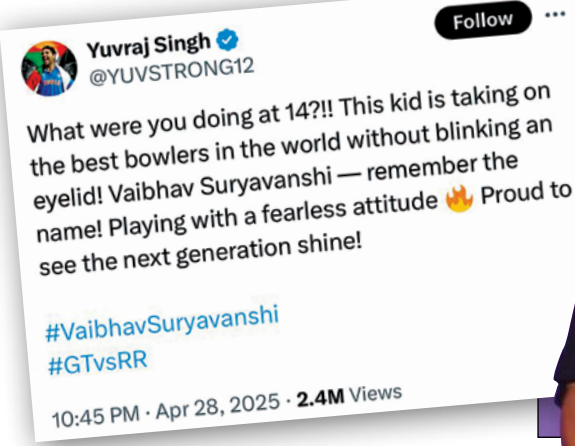 Yuvraj Singh
Follow
@YUVSTRONG12
What were you doing at 14?!! This kid is taking on
the best bowlers in the world without blinking an
eyelid! Vaibhav Suryavanshi — remember the
name! Playing with a fearless attitude 🔥 Proud to
see the next generation shine!
#VaibhavSuryavanshi
#GTvsRR
10:45 PM · Apr 28, 2025 · 2.4M Views